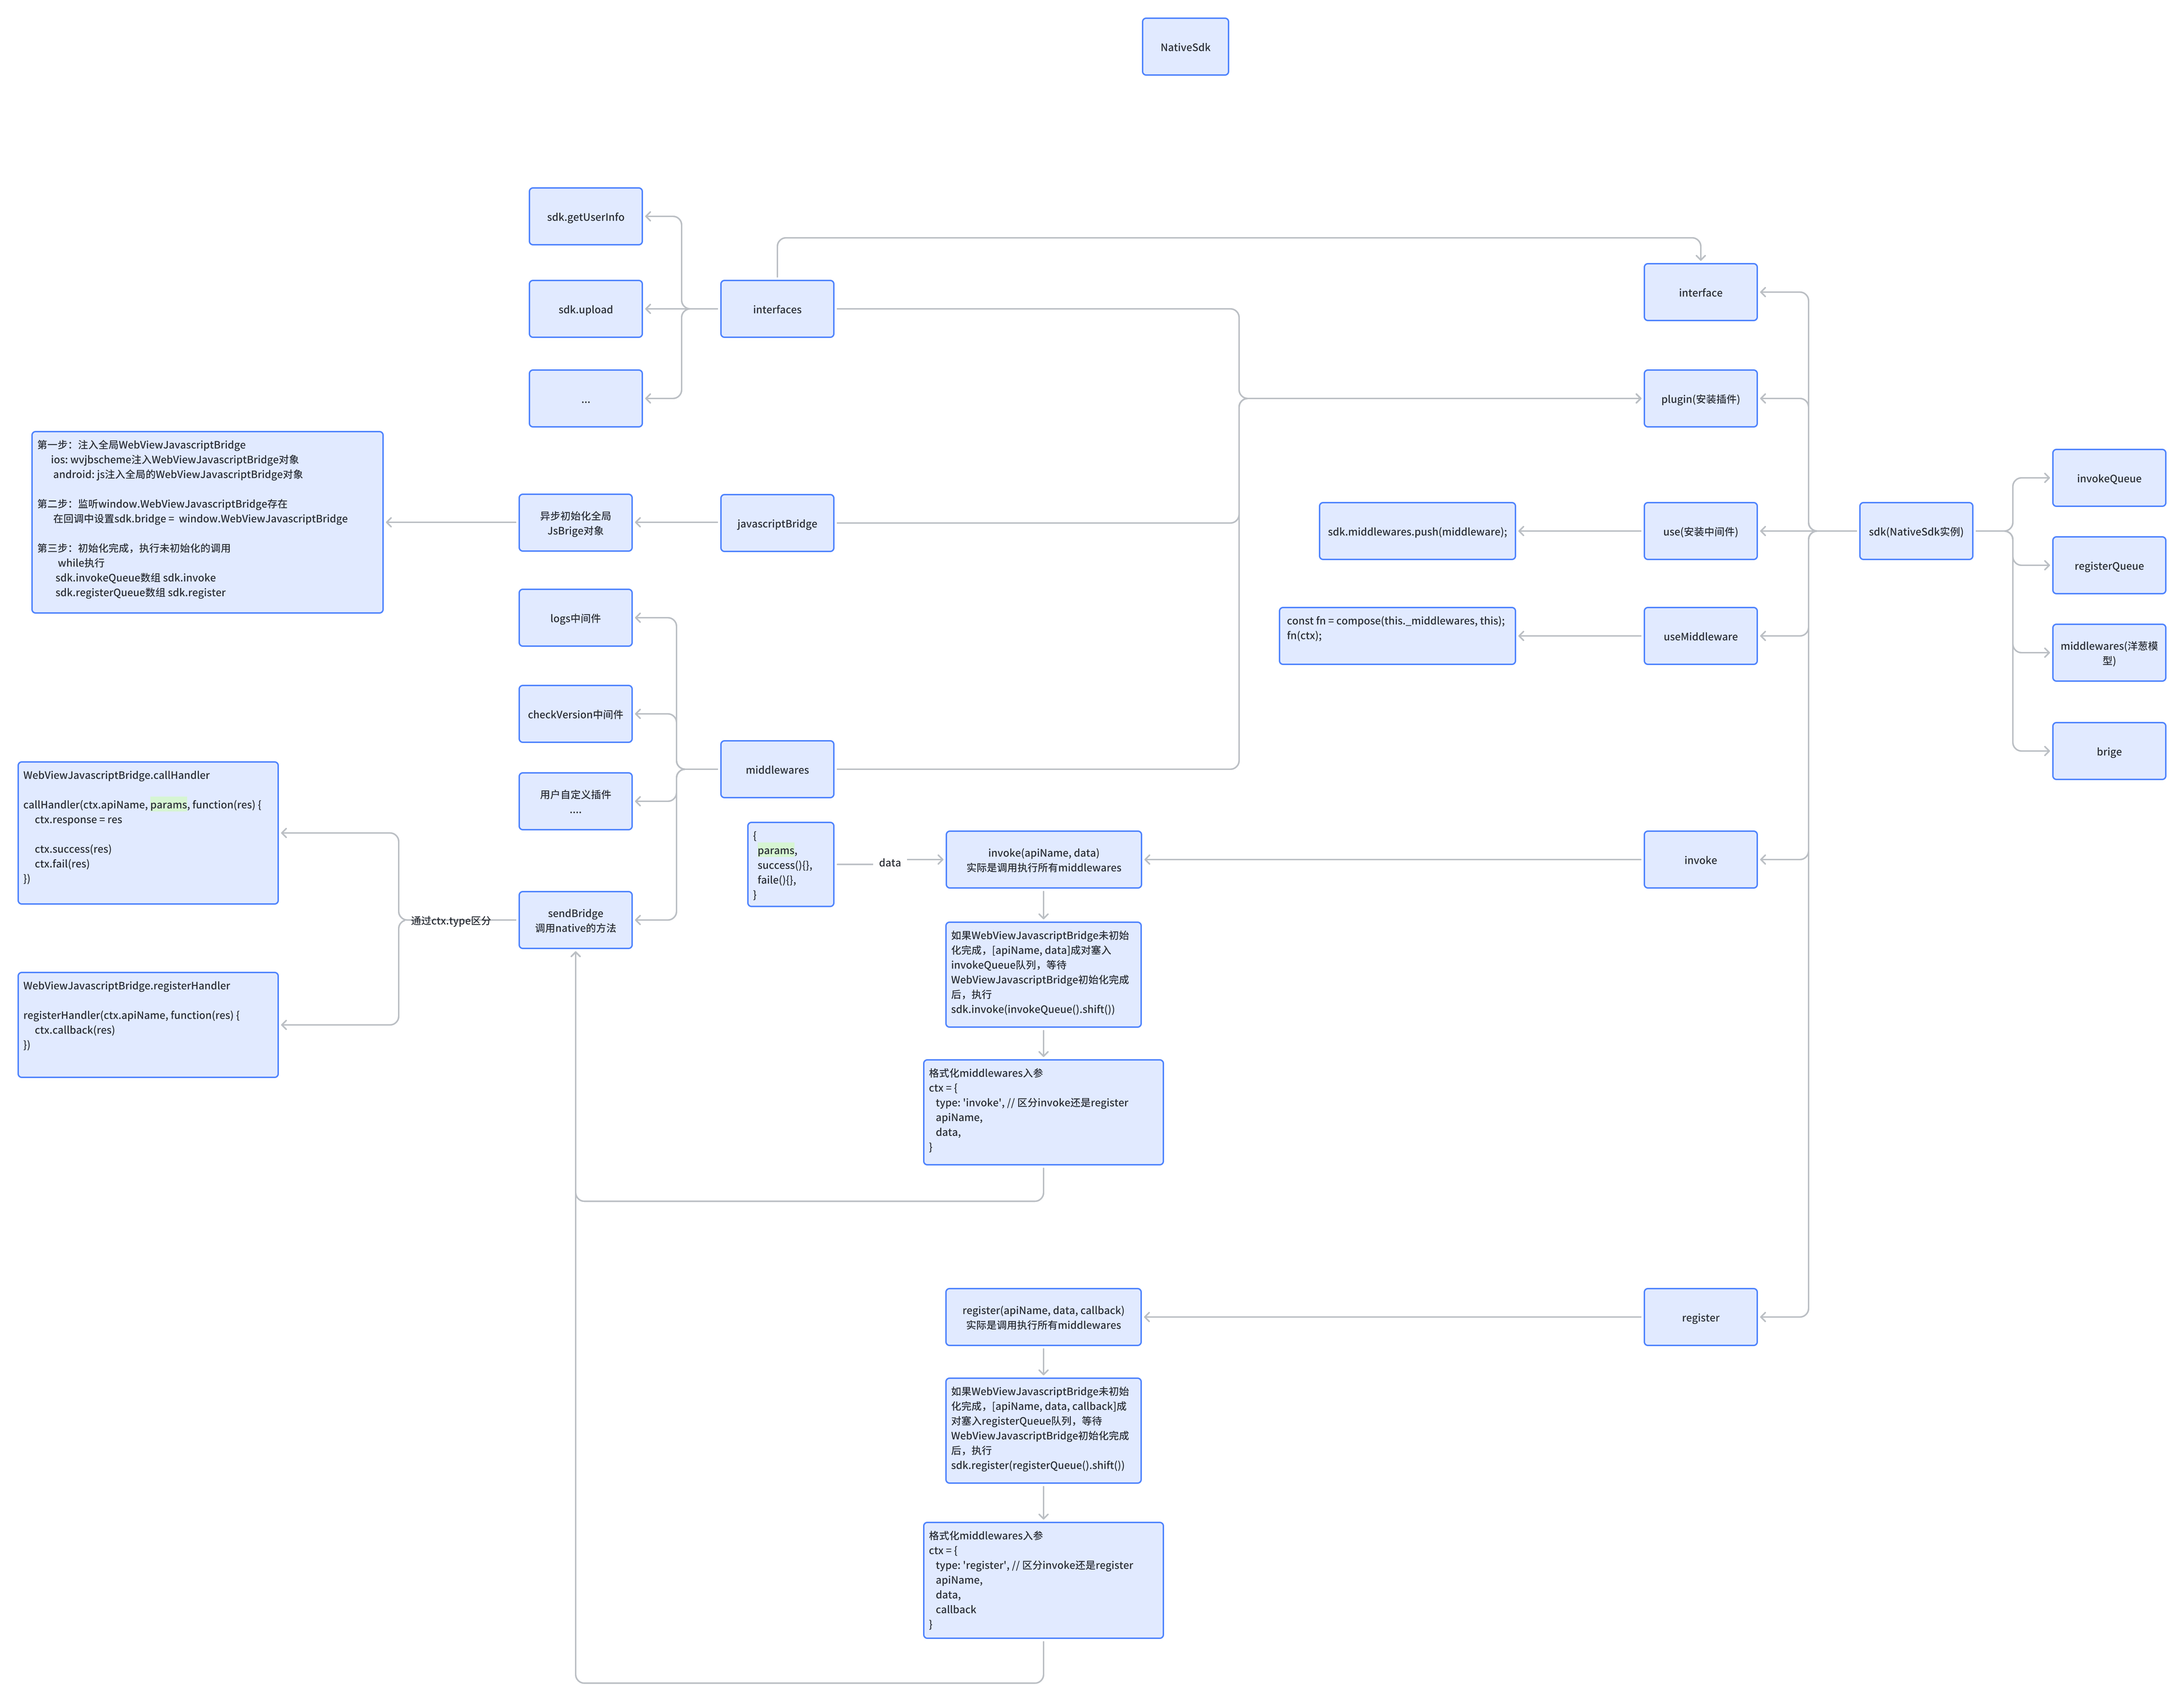 NativeSdk
sdk.getUserInfo
sdk.upload
interfaces
interface
...
plugin(安装插件)
第一步：注入全局WebViewJavascriptBridge
ios: wvjbscheme注入WebViewJavascriptBridge对象
android: js注入全局的WebViewJavascriptBridge对象
第二步：监听window.WebViewJavascriptBridge存在
在回调中设置sdk.bridge = window.WebViewJavascriptBridge
第三步：初始化完成，执行未初始化的调用
while执行
sdk.invokeQueue数组 sdk.invoke
sdk.registerQueue数组 sdk.register
异步初始化全局
JsBrige对象
javascriptBridge
sdk.middlewares.push(middleware);
use(安装中间件)
sdk(NativeSdk实例)
invokeQueue
registerQueue
middlewares(洋葱模
型)
brige
logs中间件
const fn = compose(this._middlewares, this);
fn(ctx);
useMiddleware
checkVersion中间件
middlewares
用户自定义插件
....
WebViewJavascriptBridge.callHandler
callHandler(ctx.apiName, params, function(res) {
ctx.response = res
ctx.success(res)
ctx.fail(res)
})
{
params,
success(){},
faile(){},
}
data
invoke(apiName, data)
实际是调用执行所有middlewares
invoke
通过ctx.type区分
sendBridge
调用native的方法
如果WebViewJavascriptBridge未初始
化完成，[apiName, data]成对塞入
invokeQueue队列，等待
WebViewJavascriptBridge初始化完成
后，执行
sdk.invoke(invokeQueue().shift())
WebViewJavascriptBridge.registerHandler
registerHandler(ctx.apiName, function(res) {
ctx.callback(res)
})
格式化middlewares入参
ctx = {
type: 'invoke', // 区分invoke还是register
apiName,
data,
}
register(apiName, data, callback)
实际是调用执行所有middlewares
register
如果WebViewJavascriptBridge未初始
化完成，[apiName, data, callback]成
对塞入registerQueue队列，等待
WebViewJavascriptBridge初始化完成
后，执行
sdk.register(registerQueue().shift())
格式化middlewares入参
ctx = {
type: 'register', // 区分invoke还是register
apiName,
data,
callback
}